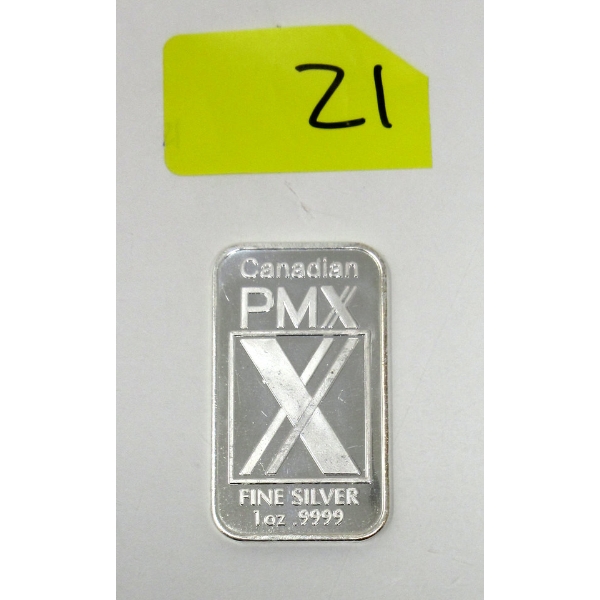 21
Canadian
PMX
X
FINE SILVER
1oz .9999